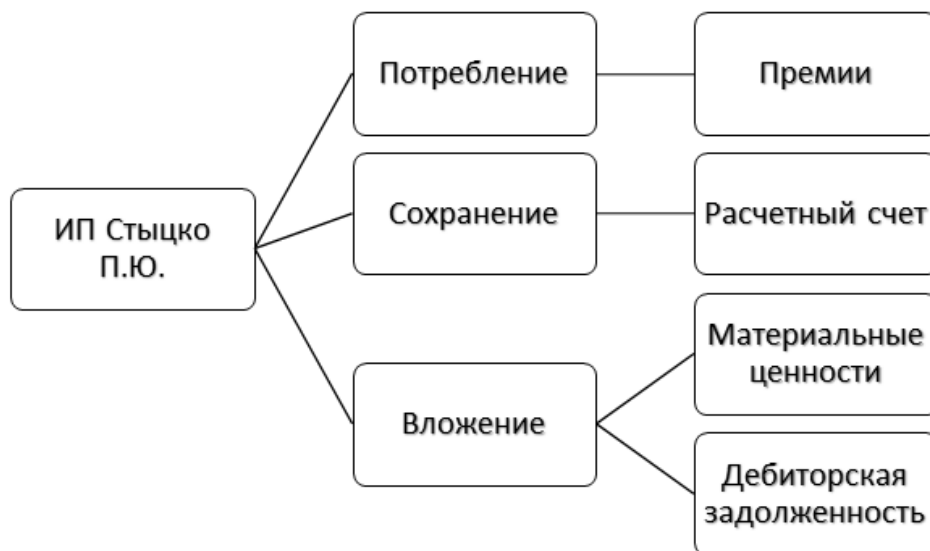 Потребление
Премии
ИП Стыцко
П.Ю.
Сохранение
Расчетный счет
Вложение
Материальные
ценности
Дебиторская
задолженность